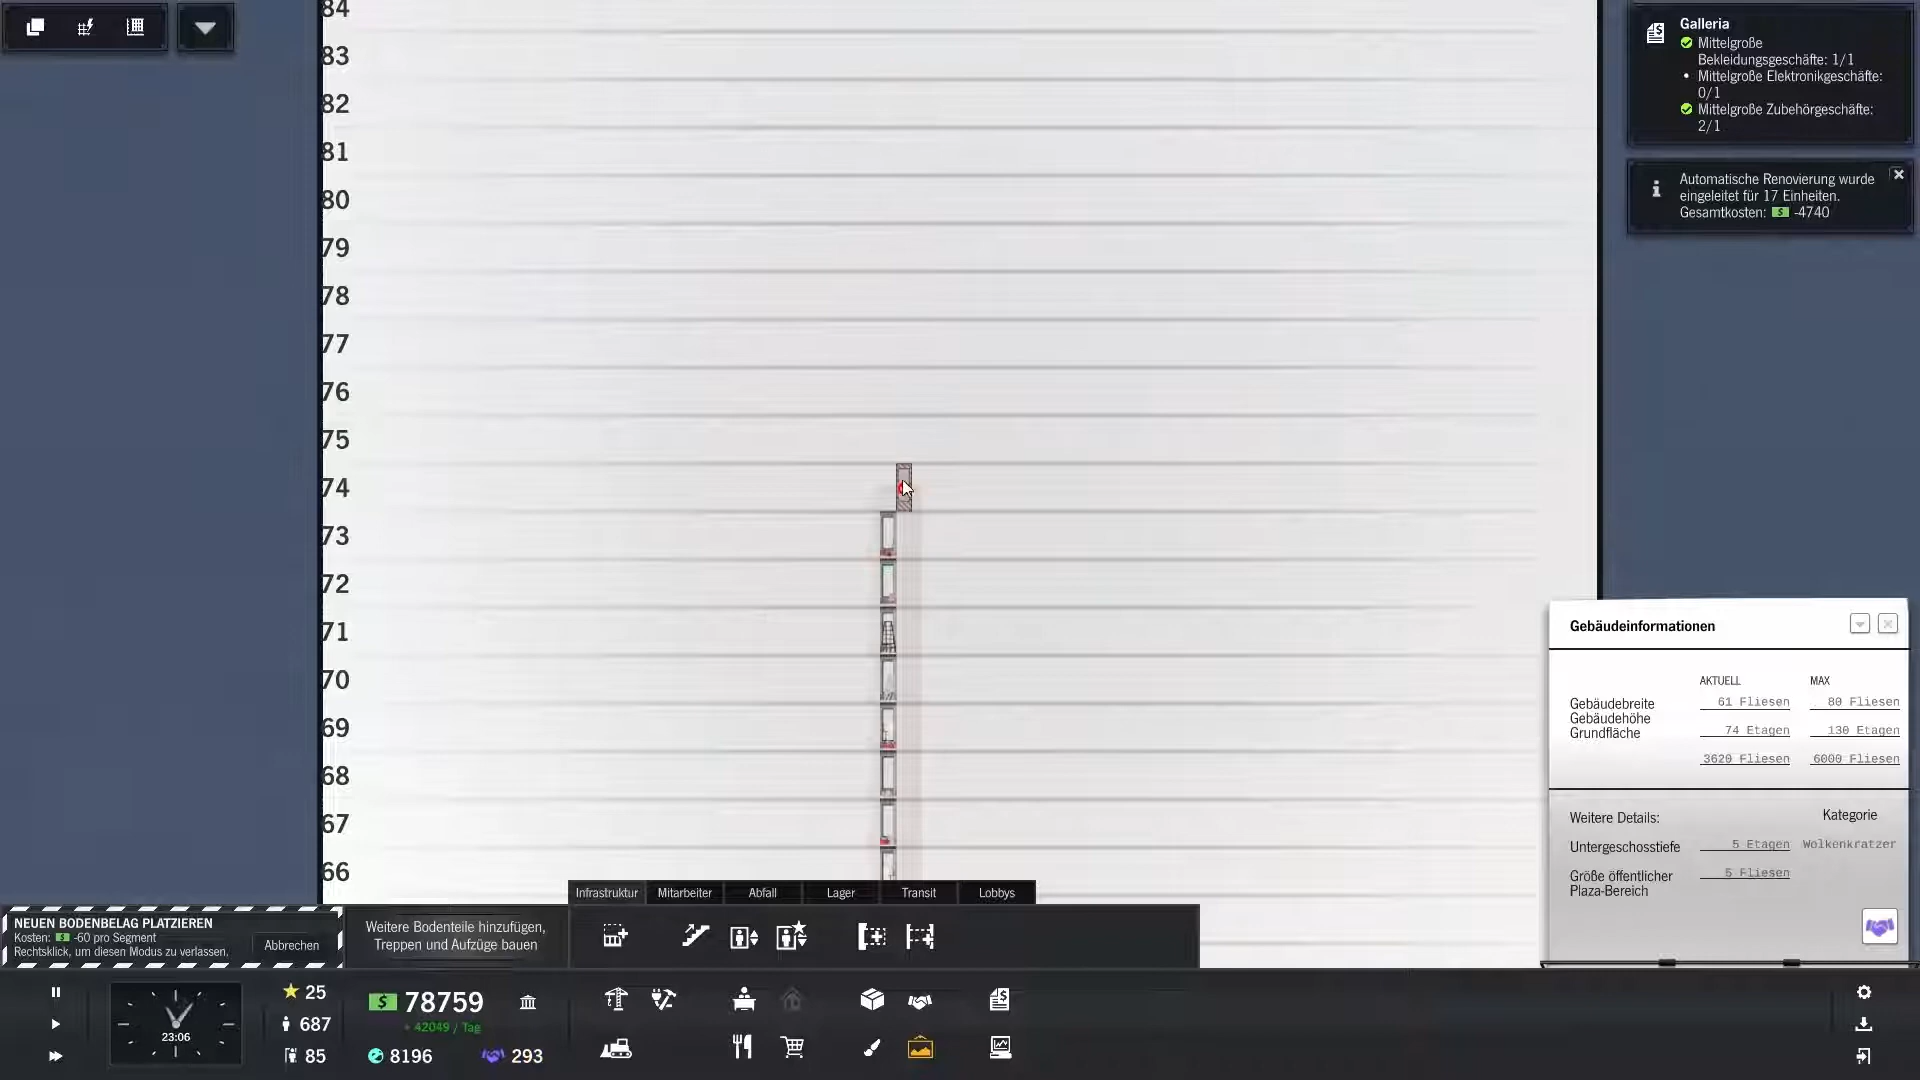 84
83
82
81
80
79
78
77
76
75
74
73
72
71
70
69
68
67
66
Galleria
Mittelgroße
Bekleidungsgeschäfte: 1/1
• Mittelgroße Elektronikgeschäfte:
0/1
Mittelgroße Zubehörgeschäfte:
2/1
Automatische Renovierung wurde
eingeleitet für 17 Einheiten.
Gesamtkosten: $ -4740
Gebäudeinformationen
AKTUELL MAX
Gebäudebreite 61 Fliesen 80 Fliesen
Gebäudehöhe 74 Etagen 130 Etagen
Grundfläche 3620 Fliesen 6000 Fliesen
Weitere Details: Kategorie
Untergeschosstiefe 5 Etagen Wolkenkratzer
Größe öffentlicher 5 Fliesen
Plaza-Bereich
Infrastruktur Mitarbeiter Abfall Lager Transit Lobbys
NEUEN BODENBELAG PLATZIEREN
Kosten: $ -60 pro Segment
Rechtsklick, um diesen Modus zu verlassen.
Abbrechen
Weitere Bodenteile hinzufügen,
Treppen und Aufzüge bauen
23:06
25
687
85
$ 78759
+ 42049 / Tag
8196
293